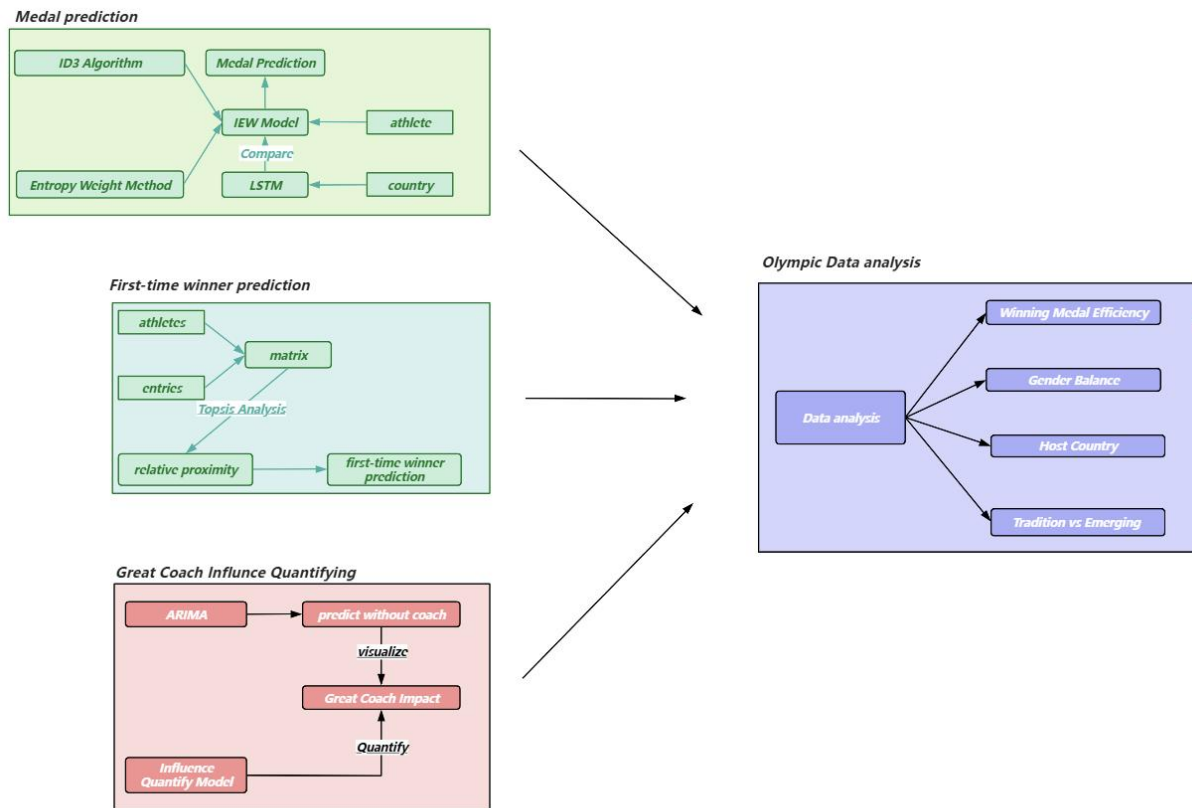 Medal prediction
ID3 Algorithm
Medal Prediction
IEW Model
athlete
Compare
Entropy Weight Method
LSTM
country
First-time winner prediction
athletes
matrix
entries
Topsis Analysis
relative proximity
first-time winner
prediction
Great Coach Influnce Quantifying
ARIMA
predict without coach
visualize
Great Coach Impact
Quantify
Influence
Quantify Model
Olympic Data analysis
Winning Medal Efficiency
Gender Balance
Data analysis
Host Country
Tradition vs Emerging